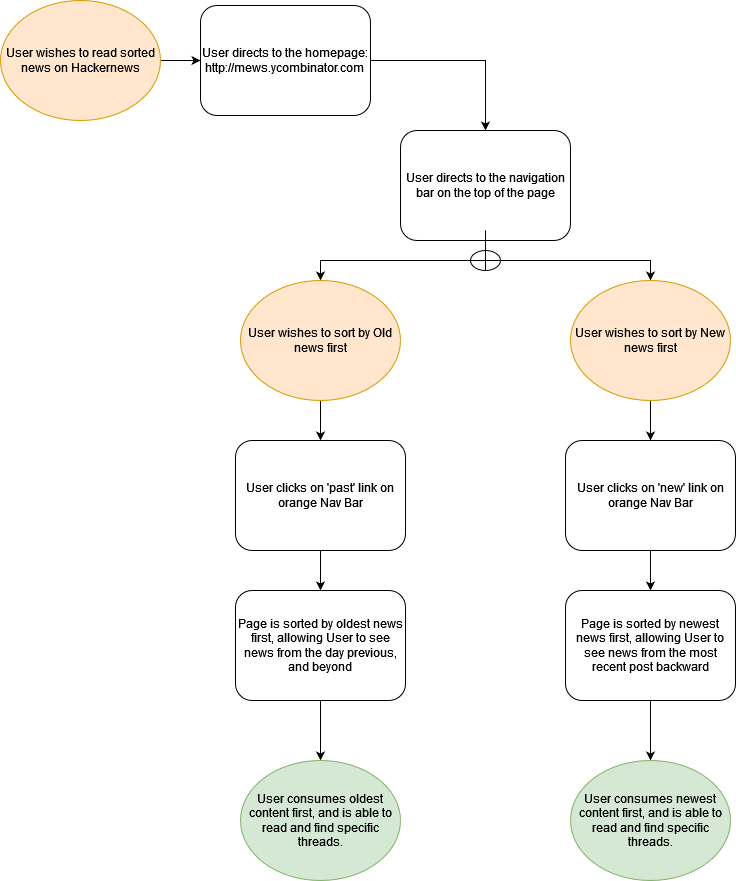 User wishes to read sorted
news on Hackernews
User directs to the homepage:
http://mews.ycombinator.com
User directs to the navigation
bar on the top of the page
User wishes to sort by Old
news first
User wishes to sort by New
news first
User clicks on 'past' link on
orange Nav Bar
User clicks on 'new' link on
orange Nav Bar
Page is sorted by oldest news
first, allowing User to see
news from the day previous,
and beyond
Page is sorted by newest
news first, allowing User to
see news from the most
recent post backward
User consumes oldest
content first, and is able to
read and find specific
threads.
User consumes newest
content first, and is able to
read and find specific
threads.